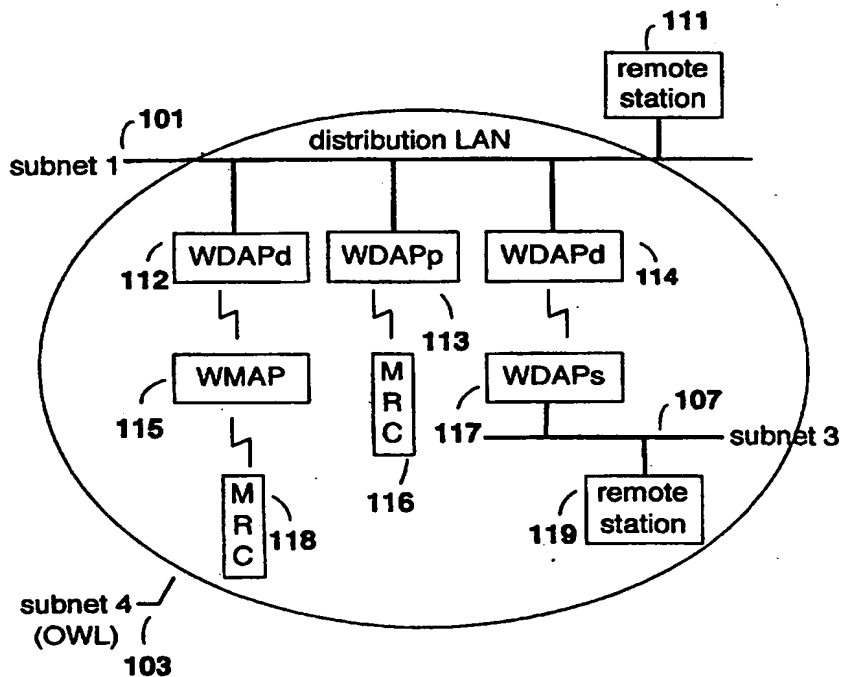 111
remote
station
101
distribution LAN
subnet 1
WDAPd
WDAPp
WDAPd
112
114
113
WMAP
M
R
C
WDAPs
115
117
107
subnet 3
116
M
R
C
118
remote
station
119
subnet 4
(OWL)
103